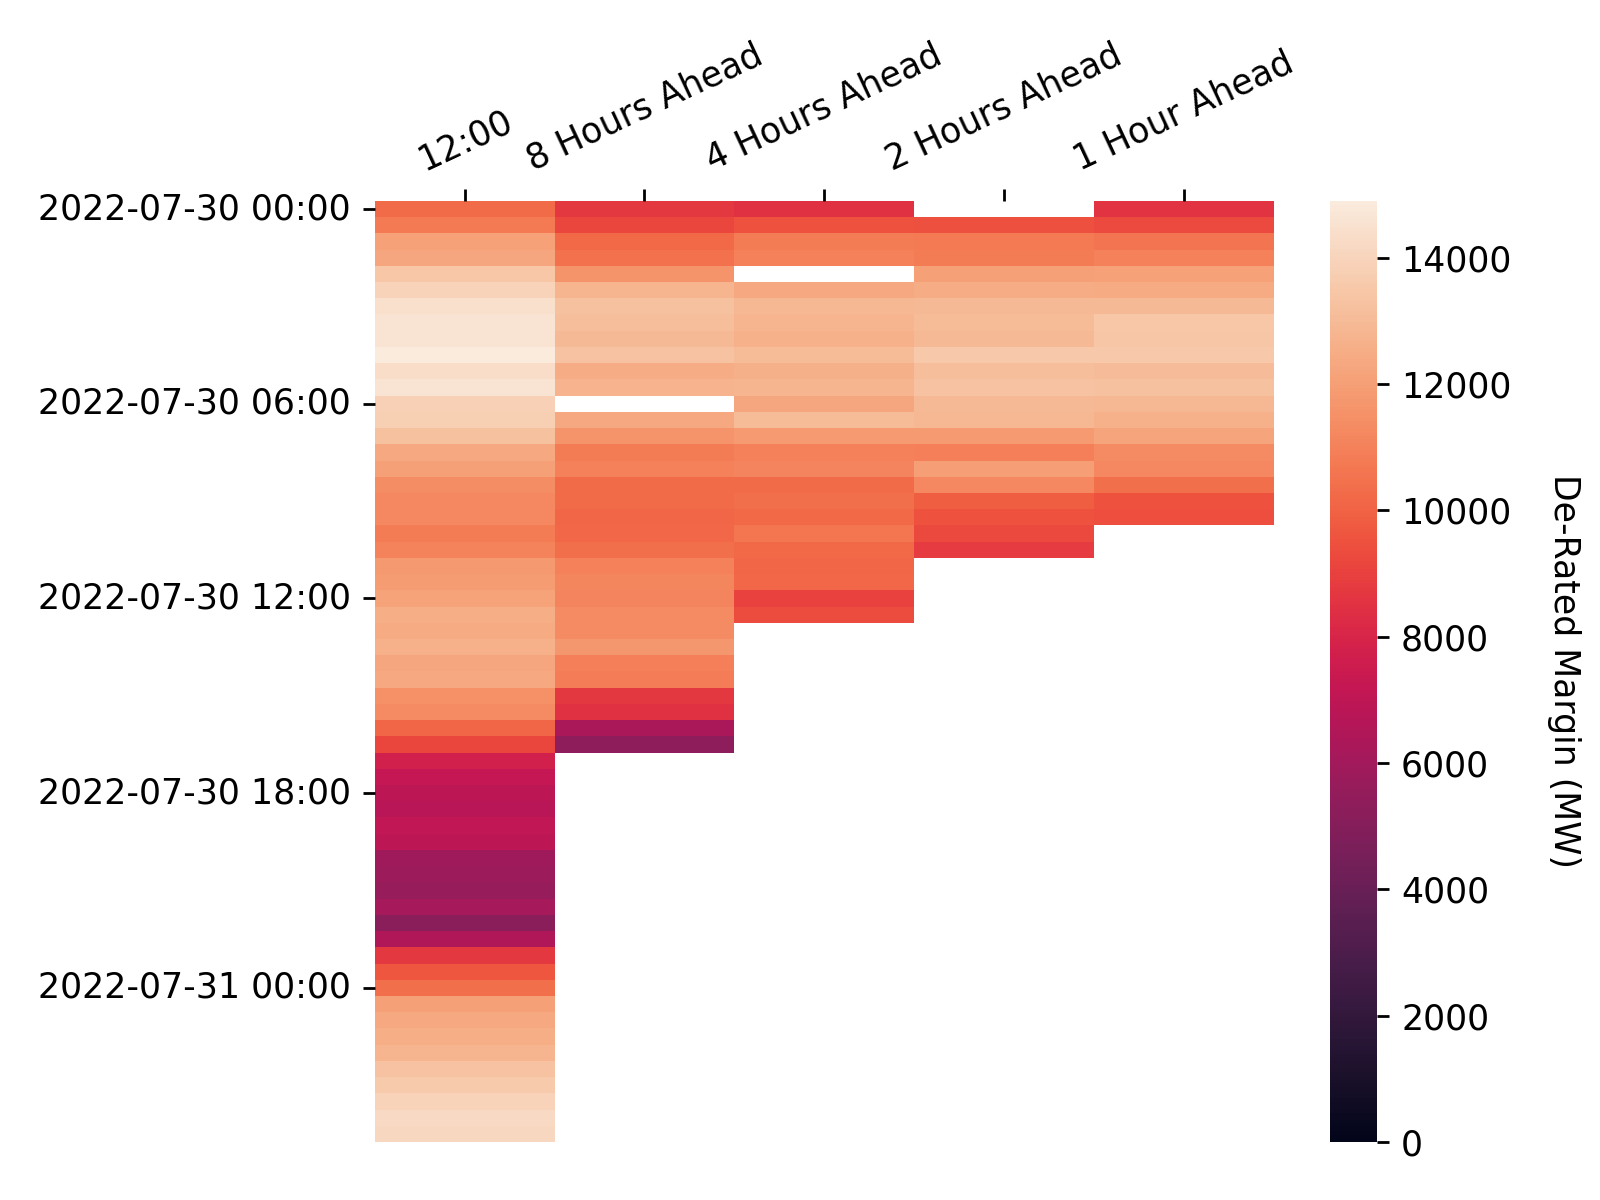 12:00
8 Hours Ahead
4 Hours Ahead
2 Hours Ahead
1 Hour Ahead
2022-07-30 00:00
2022-07-30 06:00
2022-07-30 12:00
2022-07-30 18:00
2022-07-31 00:00
14000
12000
10000
8000
6000
4000
2000
0
De-Rated Margin (MW)